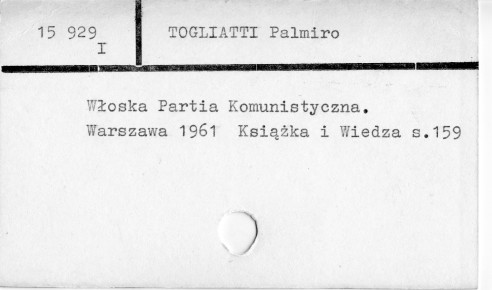 15 929 TOGLIATTI Palmiro
I
Włoska Partia Komunistyczna.
Warszawa 1961 Książka i Wiedza s.159